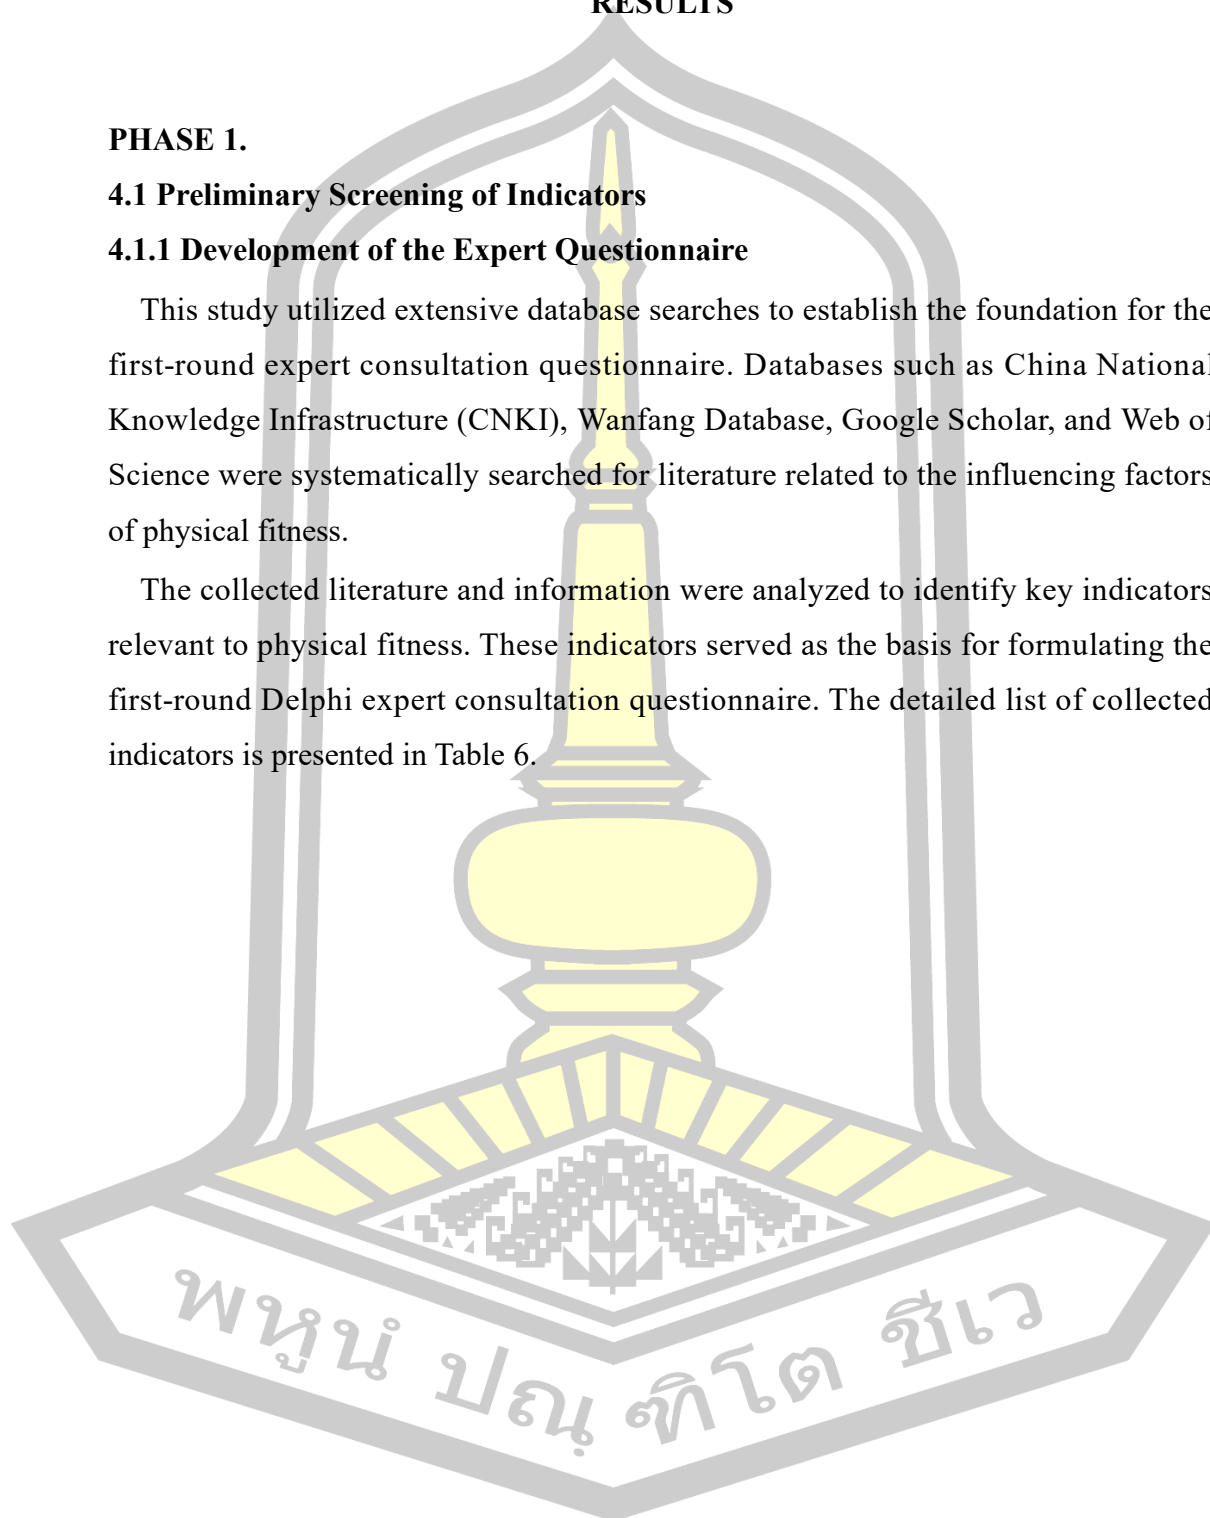 RESULTS
PHASE 1.
4.1 Preliminary Screening of Indicators
4.1.1 Development of the Expert Questionnaire
This study utilized extensive database searches to establish the foundation for the
first-round expert consultation questionnaire. Databases such as China National
Knowledge Infrastructure (CNKI), Wanfang Database, Google Scholar, and Web of
Science were systematically searched for literature related to the influencing factors
of physical fitness.
The collected literature and information were analyzed to identify key indicators
relevant to physical fitness. These indicators served as the basis for formulating the
first-round Delphi expert consultation questionnaire. The detailed list of collected
indicators is presented in Table 6.
พหูนํ ปณฺฑิโต ชีเว